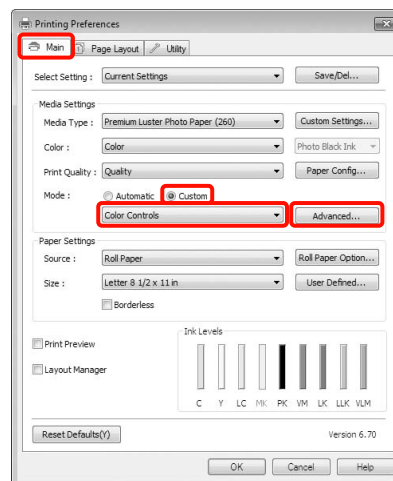 Printing Preferences
Main Page Layout Utility
Select Setting : Current Settings Save/Del...
Media Settings
Media Type : Premium Luster Photo Paper (260) Custom Settings...
Color : Color Photo Black Ink
Print Quality : Quality Paper Config...
Mode : Automatic Custom
Color Controls Advanced...
Paper Settings
Source : Roll Paper Roll Paper Option...
Size : Letter 8 1/2 x 11 in User Defined...
Borderless
Ink Levels
Print Preview
Layout Manager
C Y LC MK PK VM LK LLK VLM
Reset Defaults(Y) Version 6.70
OK Cancel Help